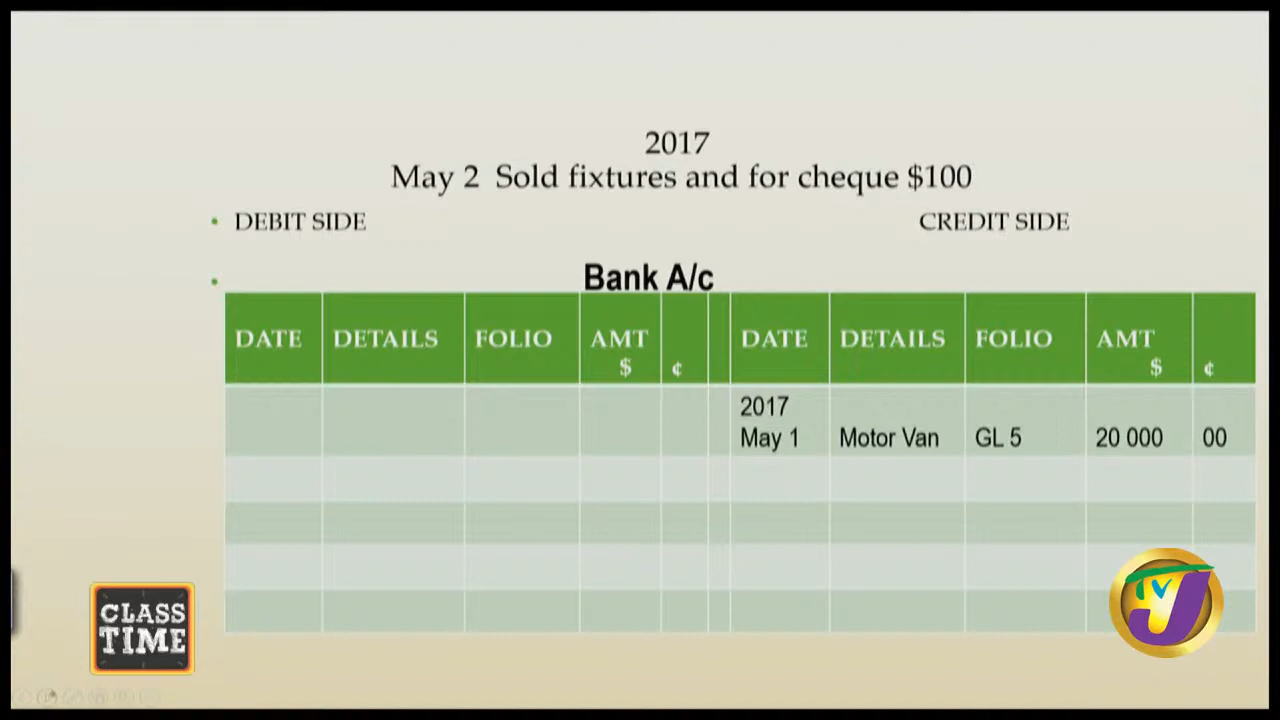 2017
May 2 Sold fixtures and for cheque $100
• DEBIT SIDE CREDIT SIDE
• Bank A/c
DATE DETAILS FOLIO AMT $ ¢ DATE DETAILS FOLIO AMT $ ¢
2017
May 1 Motor Van GL 5 20 000 00
CLASS
TIME
TVJ